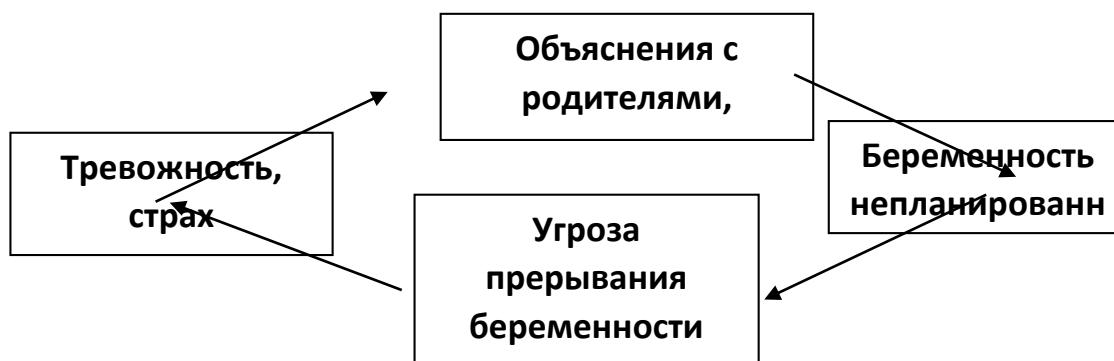 Объяснения с
родителями,
Тревожность,
страх
Беременность
непланированн
Угроза
прерывания
беременности